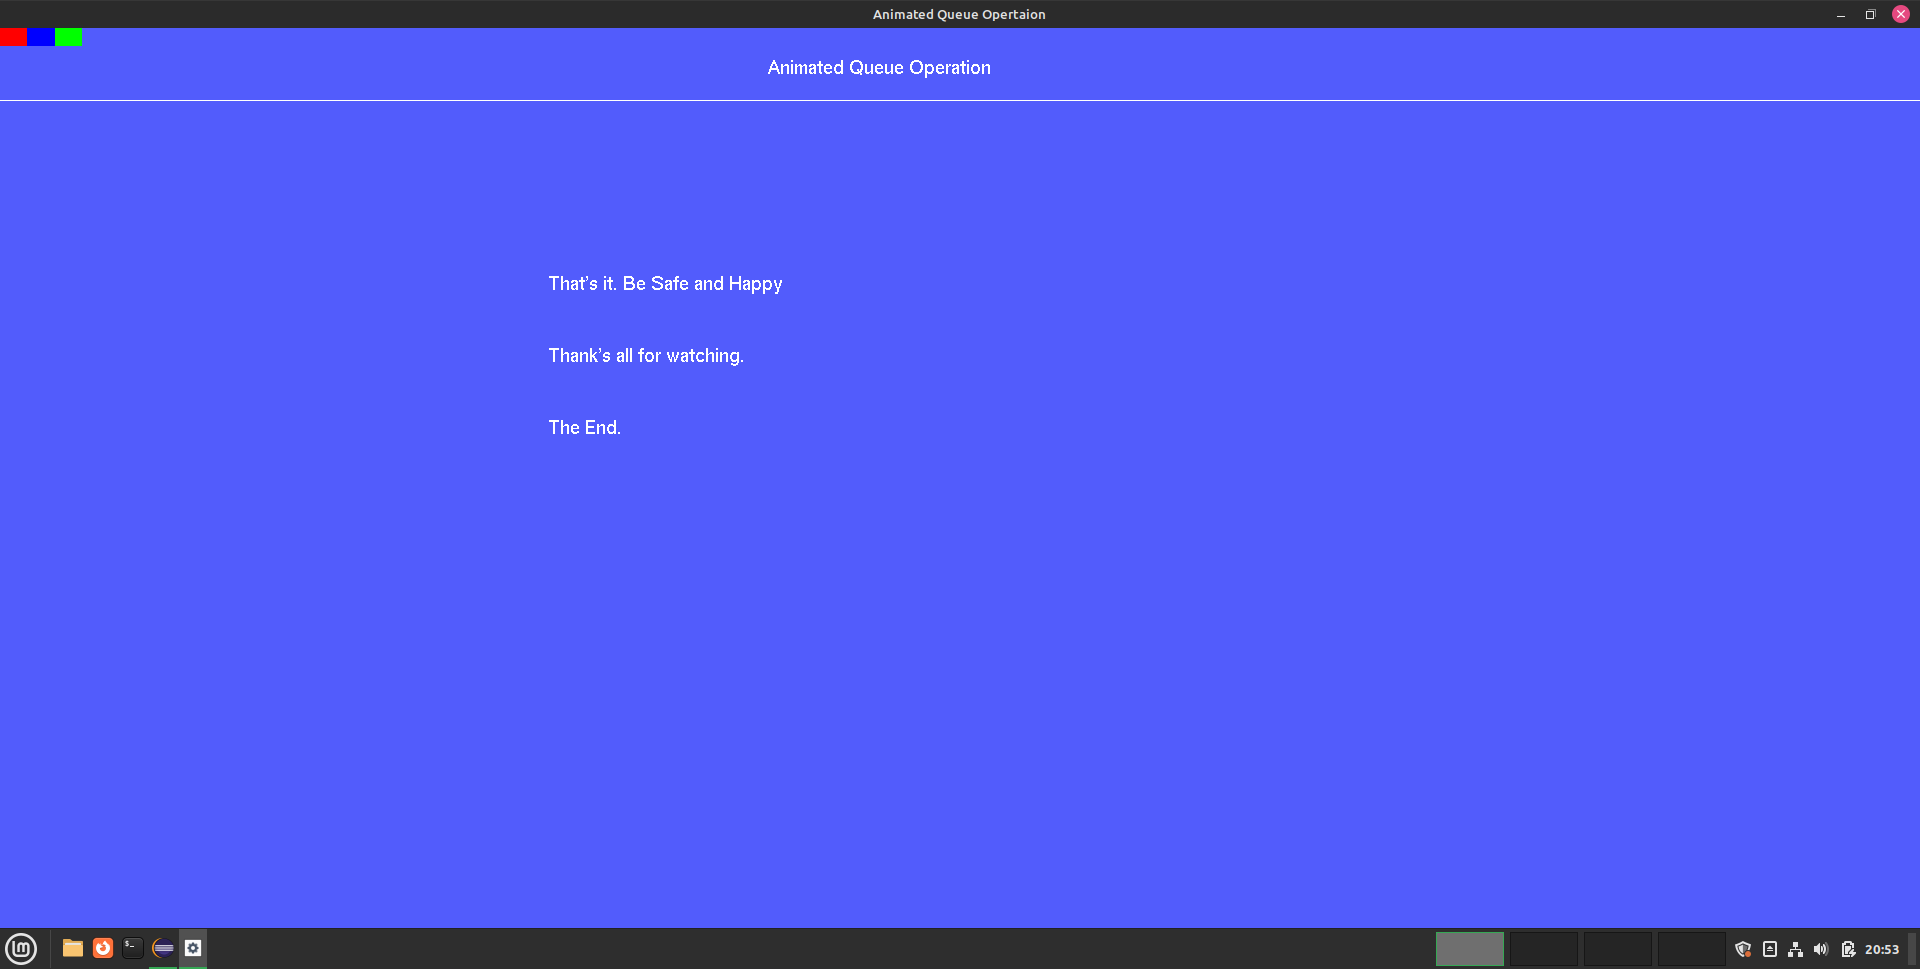 Animated Queue Opertaion
Animated Queue Operation
That's it. Be Safe and Happy
Thank's all for watching.
The End.
20:53